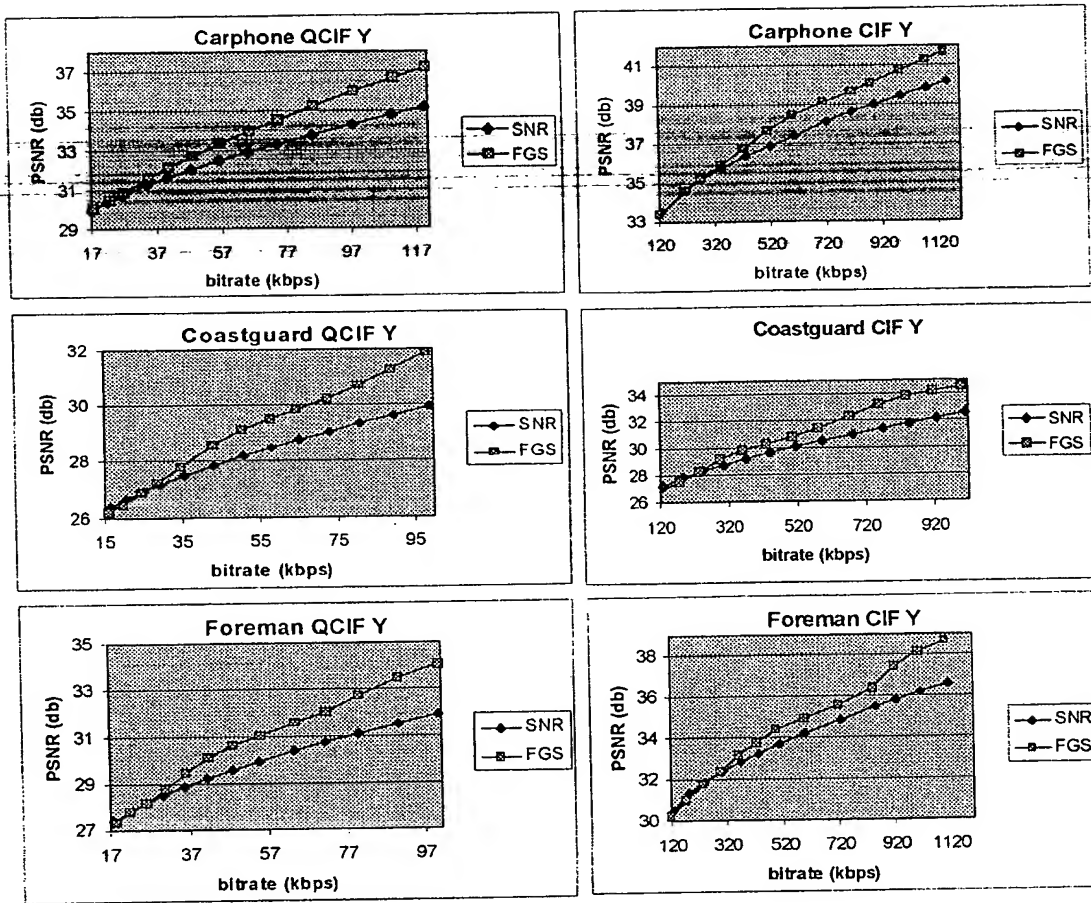 Carphone QCIF Y
PSNR (db)
37
35
33
31
29
17 37 57 77 97 117
bitrate (kbps)
SNR
FGS
Carphone CIF Y
PSNR (db)
41
39
37
35
33
120 320 520 720 920 1120
bitrate (kbps)
SNR
FGS
Coastguard QCIF Y
PSNR (db)
32
30
28
26
15 35 55 75 95
bitrate (kbps)
SNR
FGS
Coastguard CIF Y
PSNR (db)
34
32
30
28
26
120 320 520 720 920
bitrate (kbps)
SNR
FGS
Foreman QCIF Y
PSNR (db)
35
33
31
29
27
17 37 57 77 97
bitrate (kbps)
SNR
FGS
Foreman CIF Y
PSNR (db)
38
36
34
32
30
120 320 520 720 920 1120
bitrate (kbps)
SNR
FGS